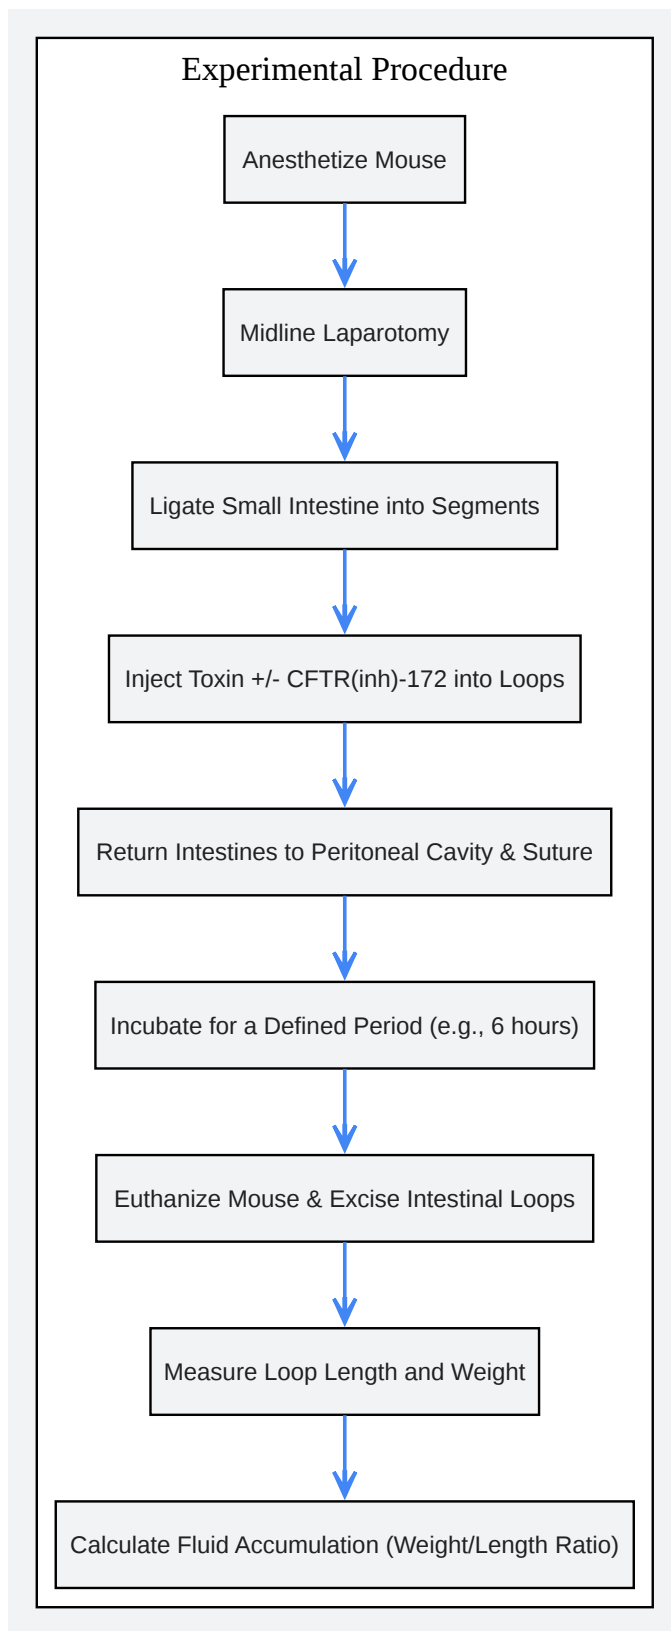 Experimental Procedure
Anesthetize Mouse
Midline Laparotomy
Ligate Small Intestine into Segments
Inject Toxin +/- CFTR(inh)-172 into Loops
Return Intestines to Peritoneal Cavity & Suture
Incubate for a Defined Period (e.g., 6 hours)
Euthanize Mouse & Excise Intestinal Loops
Measure Loop Length and Weight
Calculate Fluid Accumulation (Weight/Length Ratio)